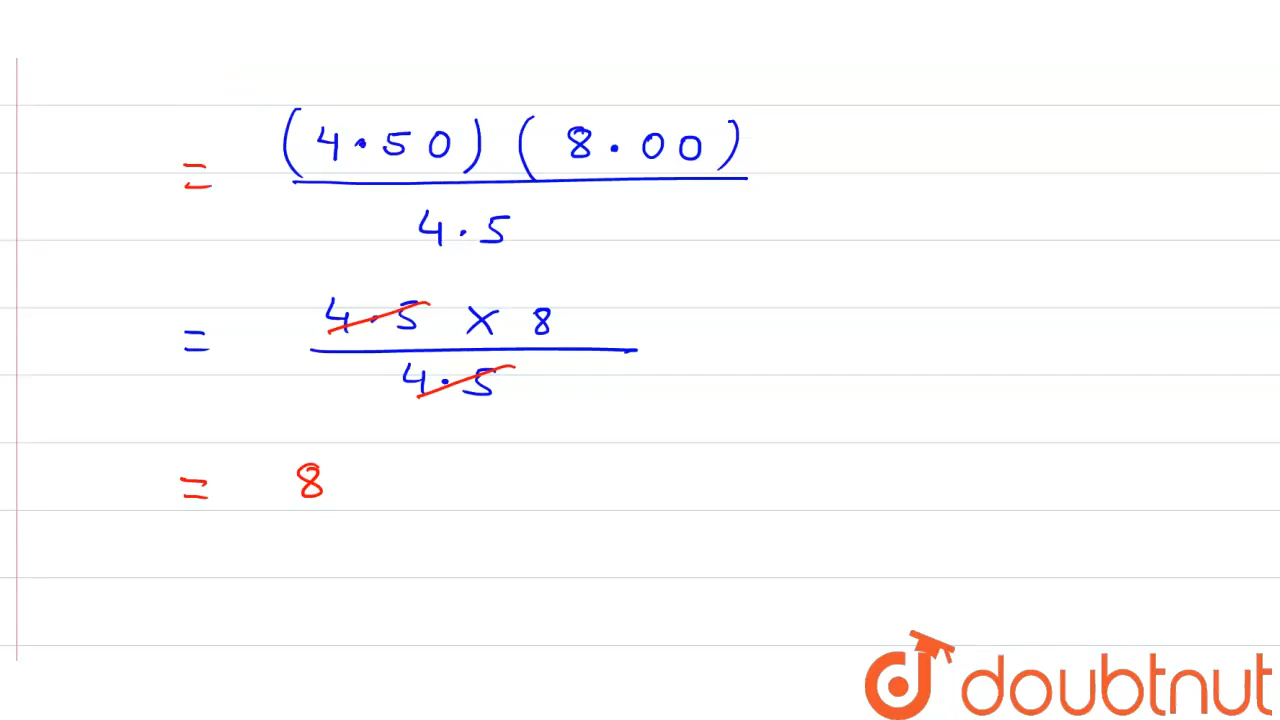 = (4.50) (8.00)
4.5
= 4.5 × 8
4.5
= 8
doubtnut